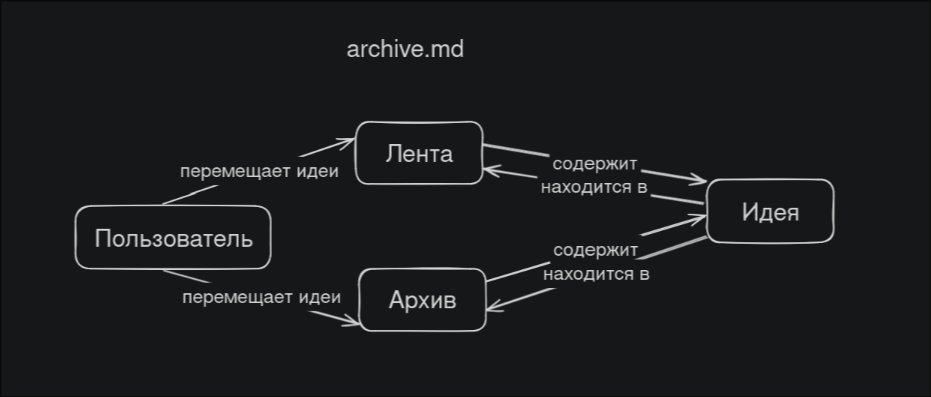 archive.md
Лента
содержит
перемещает идеи
находится в
Идея
Пользователь
содержит
находится в
перемещает идеи
Архив